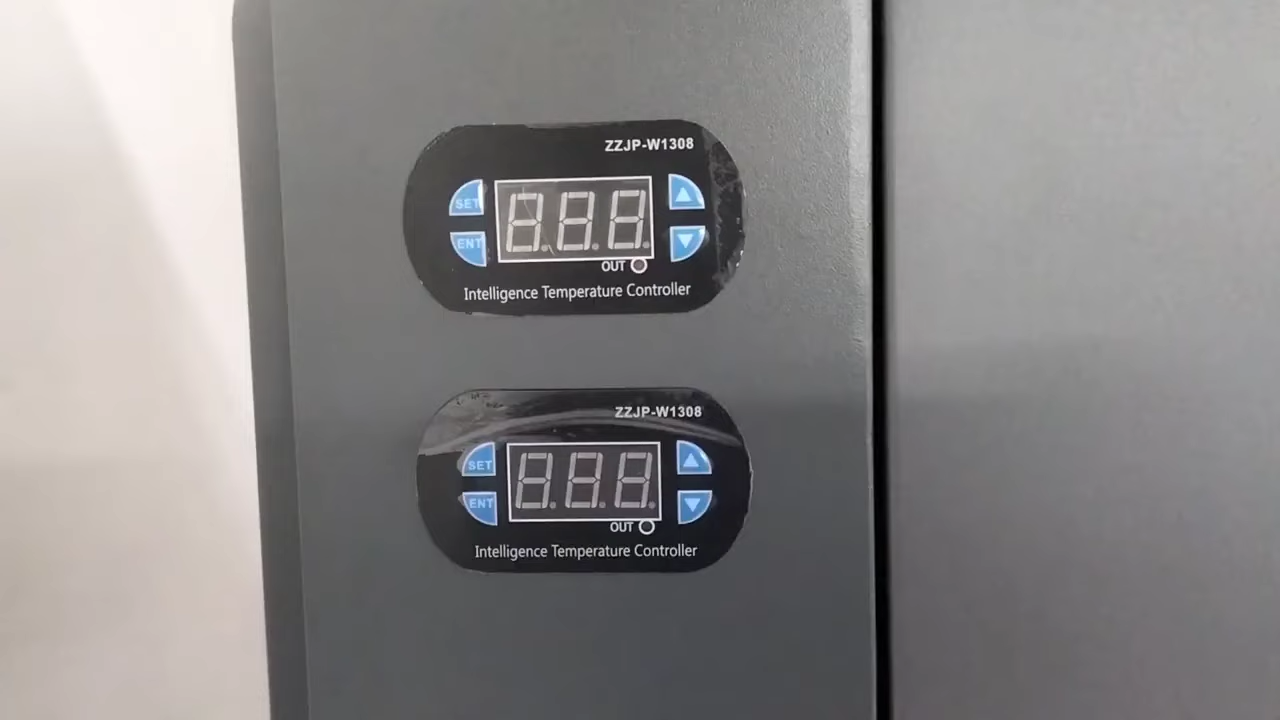 ZZJP-W1308
SET
ENT
OUT
Intelligence Temperature Controller
ZZJP-W1308
SET
ENT
OUT
Intelligence Temperature Controller